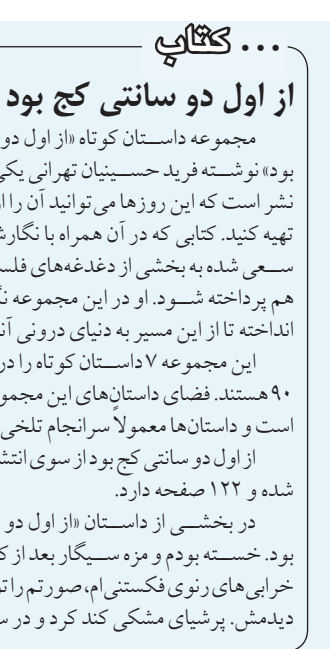 ... کتاب
از اول دو سانتی کج بود
مجموعه داستان کوتاه «از اول دو
بود» نوشته فرید حسینیان تهرانی یکی
نشر است که این روزها می‌توانید آن را از
تهیه کنید. کتابی که در آن همراه با نگارش
سعی شده به بخشی از دغدغه‌های فلس
هم پرداخته شود. او در این مجموعه نگ
انداخته تا از این مسیر به دنیای درونی آن
این مجموعه ۷ داستان کوتاه را در
۹۰ هستند. فضای داستان‌های این مجمو
است و داستان‌ها معمولاً سرانجام تلخی
از اول دو سانتی کج بود از سوی انتش
شده و ۱۲۲ صفحه دارد.
در بخشی از داستان «از اول دو
بود. خسته بودم و مزه سیگار بعد از ک
خرابی‌های رنوی فکستنی‌ام، صورتم را تو
دیدمش. پرشیای مشکی کند کرد و در س